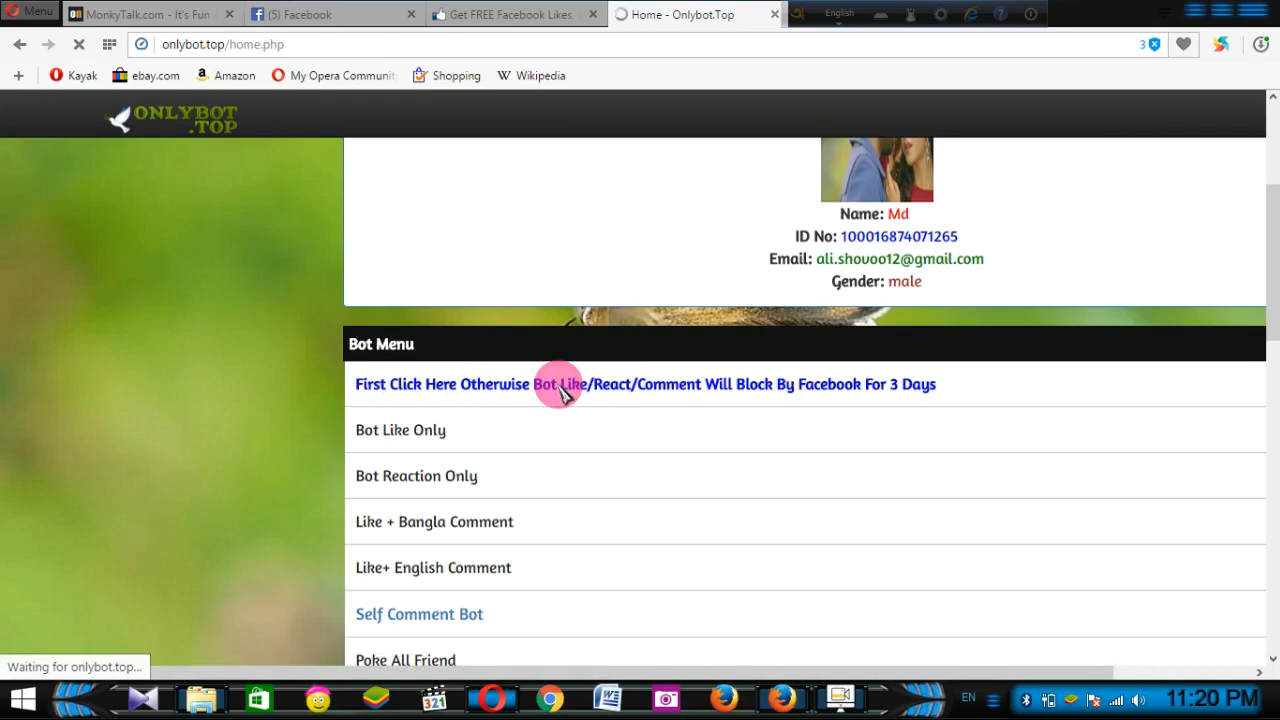 Menu
MonkyTalk.com - It's Fun
(5) Facebook
Get FREE Facebook Likes,
Home - Onlybot.Top
English
onlybot.top/home.php
3
Kayak
ebay.com
Amazon
My Opera Communit
Shopping
Wikipedia
ONLYBOT
.TOP
Name: Md
ID No: 100016874071265
Email: ali.shovoo12@gmail.com
Gender: male
Bot Menu
First Click Here Otherwise Bot Like/React/Comment Will Block By Facebook For 3 Days
Bot Like Only
Bot Reaction Only
Like + Bangla Comment
Like+ English Comment
Self Comment Bot
Poke All Friend
Waiting for onlybot.top...
321
EN
11:20 PM